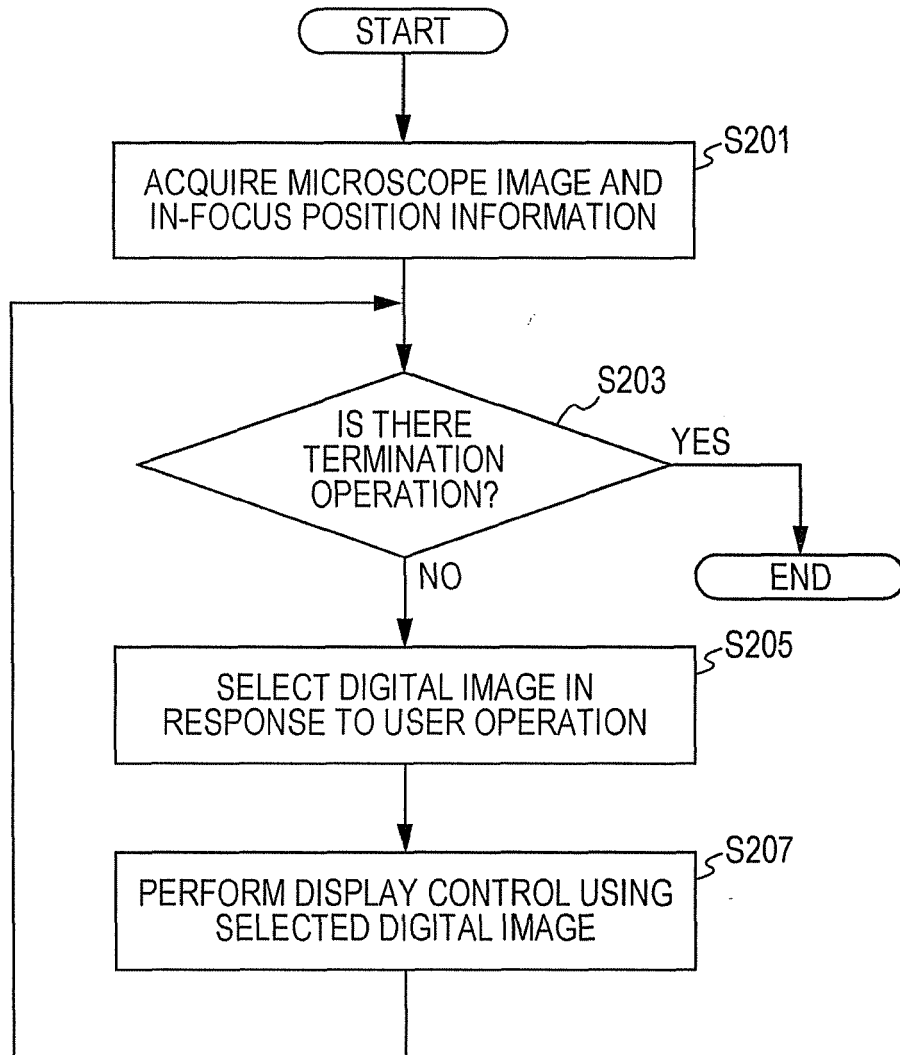 START
S201
ACQUIRE MICROSCOPE IMAGE AND
IN-FOCUS POSITION INFORMATION
S203
IS THERE
TERMINATION
OPERATION?
YES
END
NO
S205
SELECT DIGITAL IMAGE IN
RESPONSE TO USER OPERATION
S207
PERFORM DISPLAY CONTROL USING
SELECTED DIGITAL IMAGE